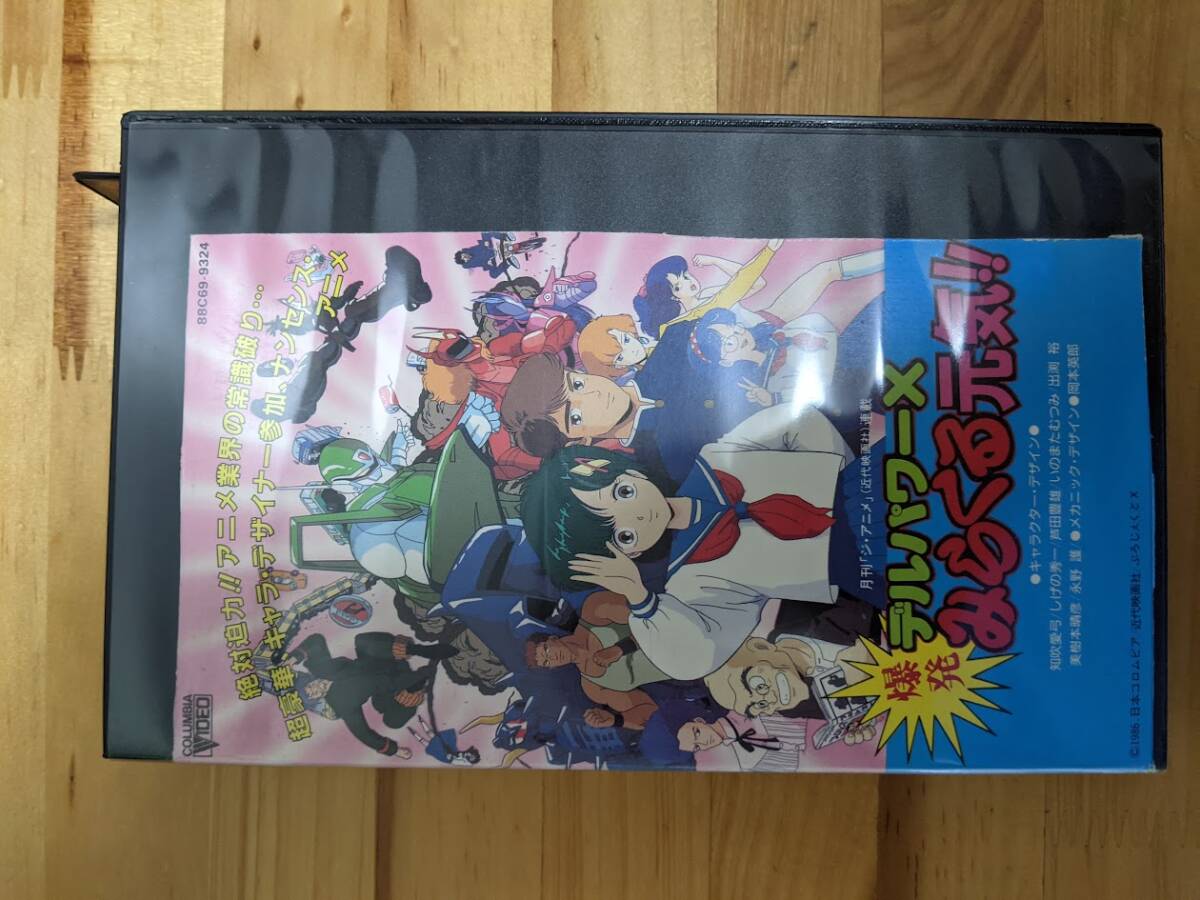 COLUMBIA
VIDEO
88C69-9324
絶対迫力!!アニメ業界の常識破り…
超豪華・キャラ・デザイナー参加。ナンセンス・
アニメ
月刊「ジ・アニメ」(近代映画社)連載
爆発
デルパワーX
みらくる元気!!
●キャラクター・デザイン●
知吹愛弓/しげの秀一/芦田豊雄/いのまたむつみ/出渕 裕
美樹本晴彦/永野 護 ●メカニック・デザイン●岡本英郎
©1986 日本コロムビア 近代映画社 ぷろじぇくとX